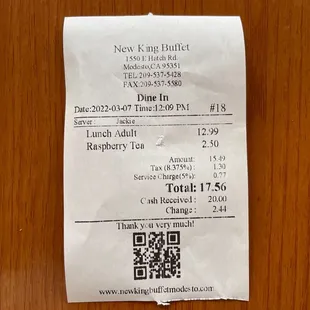 New King Buffet
1550 E Hatch Rd.
Modesto,CA 95351
TEL 209-537-5428
FAX 209-537-5580
Dine In
Date:2022-03-07 Time:12:09 PM #18
Server : Jackie
Lunch Adult 12.99
Raspberry Tea 2.50
Amount: 15.49
Tax (8.375%) : 1.30
Service Charge(5%): 0.77
Total: 17.56
Cash Received : 20.00
Change : 2.44
Thank you very much!
www.newkingbuffetmodesto.com